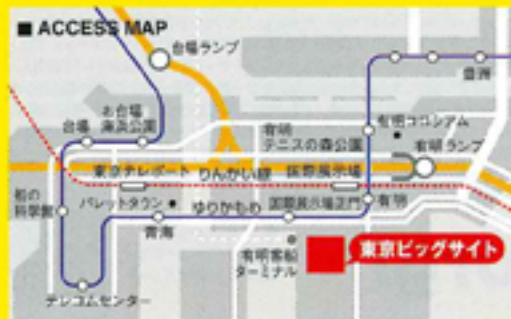 ■ ACCESS MAP
台場ランプ
豊洲
お台場
海浜公園
台場
有明コロシアム
有明
テニスの森公園
有明ランプ
東京テレポート
りんかい線
国際展示場
船の
科学館
パレットタウン
ゆりかもめ
国際展示場正門
有明
青海
有明客船
ターミナル
東京ビッグサイト
テレコムセンター